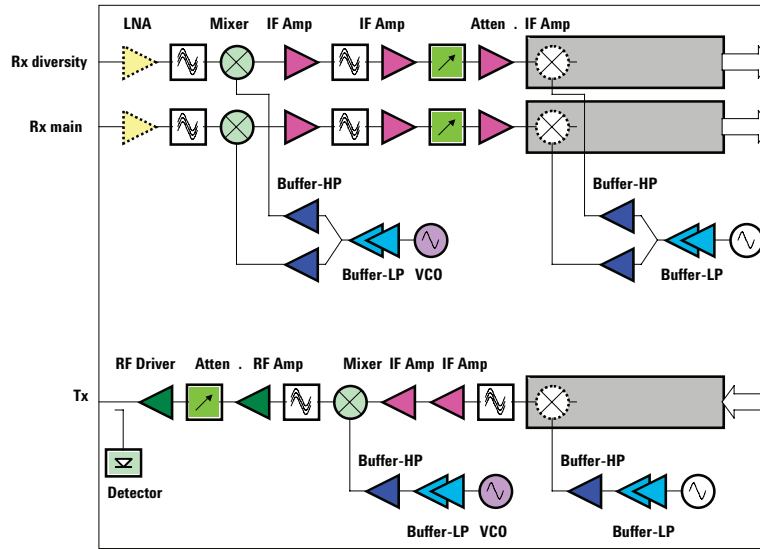 LNA Mixer IF Amp IF Amp Atten . IF Amp
Rx diversity
Rx main
Buffer-HP Buffer-HP
Buffer-LP VCO Buffer-LP
RF Driver Atten . RF Amp Mixer IF Amp IF Amp
Tx
Buffer-HP Buffer-HP
Detector
Buffer-LP VCO Buffer-LP